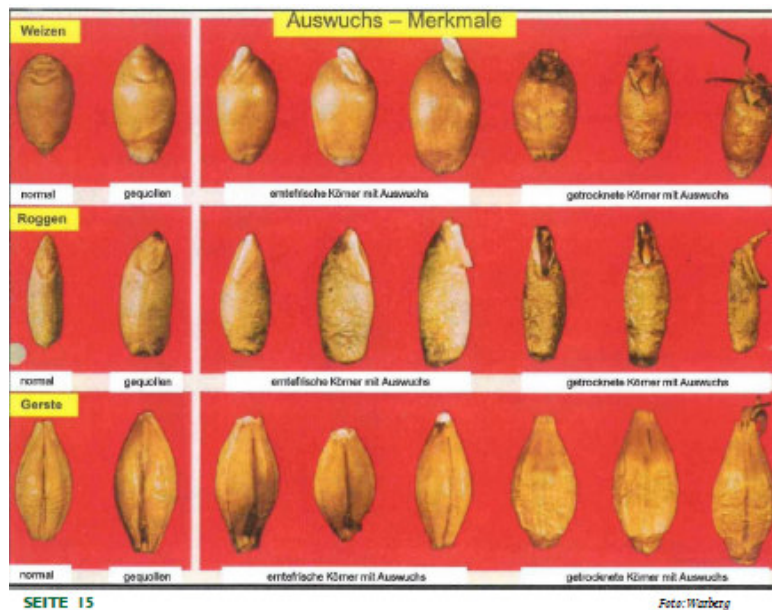 Auswuchs – Merkmale
Weizen
normal gequollen erntefrische Körner mit Auswuchs getrocknete Körner mit Auswuchs
Roggen
normal gequollen erntefrische Körner mit Auswuchs getrocknete Körner mit Auswuchs
Gerste
normal gequollen erntefrische Körner mit Auswuchs getrocknete Körner mit Auswuchs
SEITE 15 Foto: Warberg